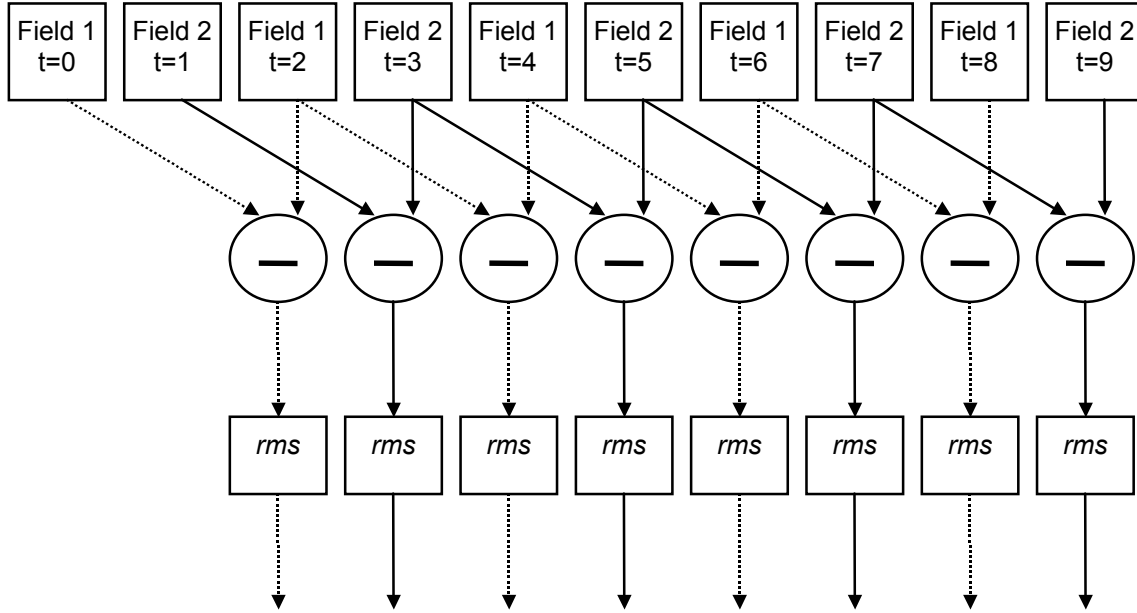 Field 1 Field 2 Field 1 Field 2 Field 1 Field 2 Field 1 Field 2 Field 1 Field 2
t=0 t=1 t=2 t=3 t=4 t=5 t=6 t=7 t=8 t=9
rms rms rms rms rms rms rms rms